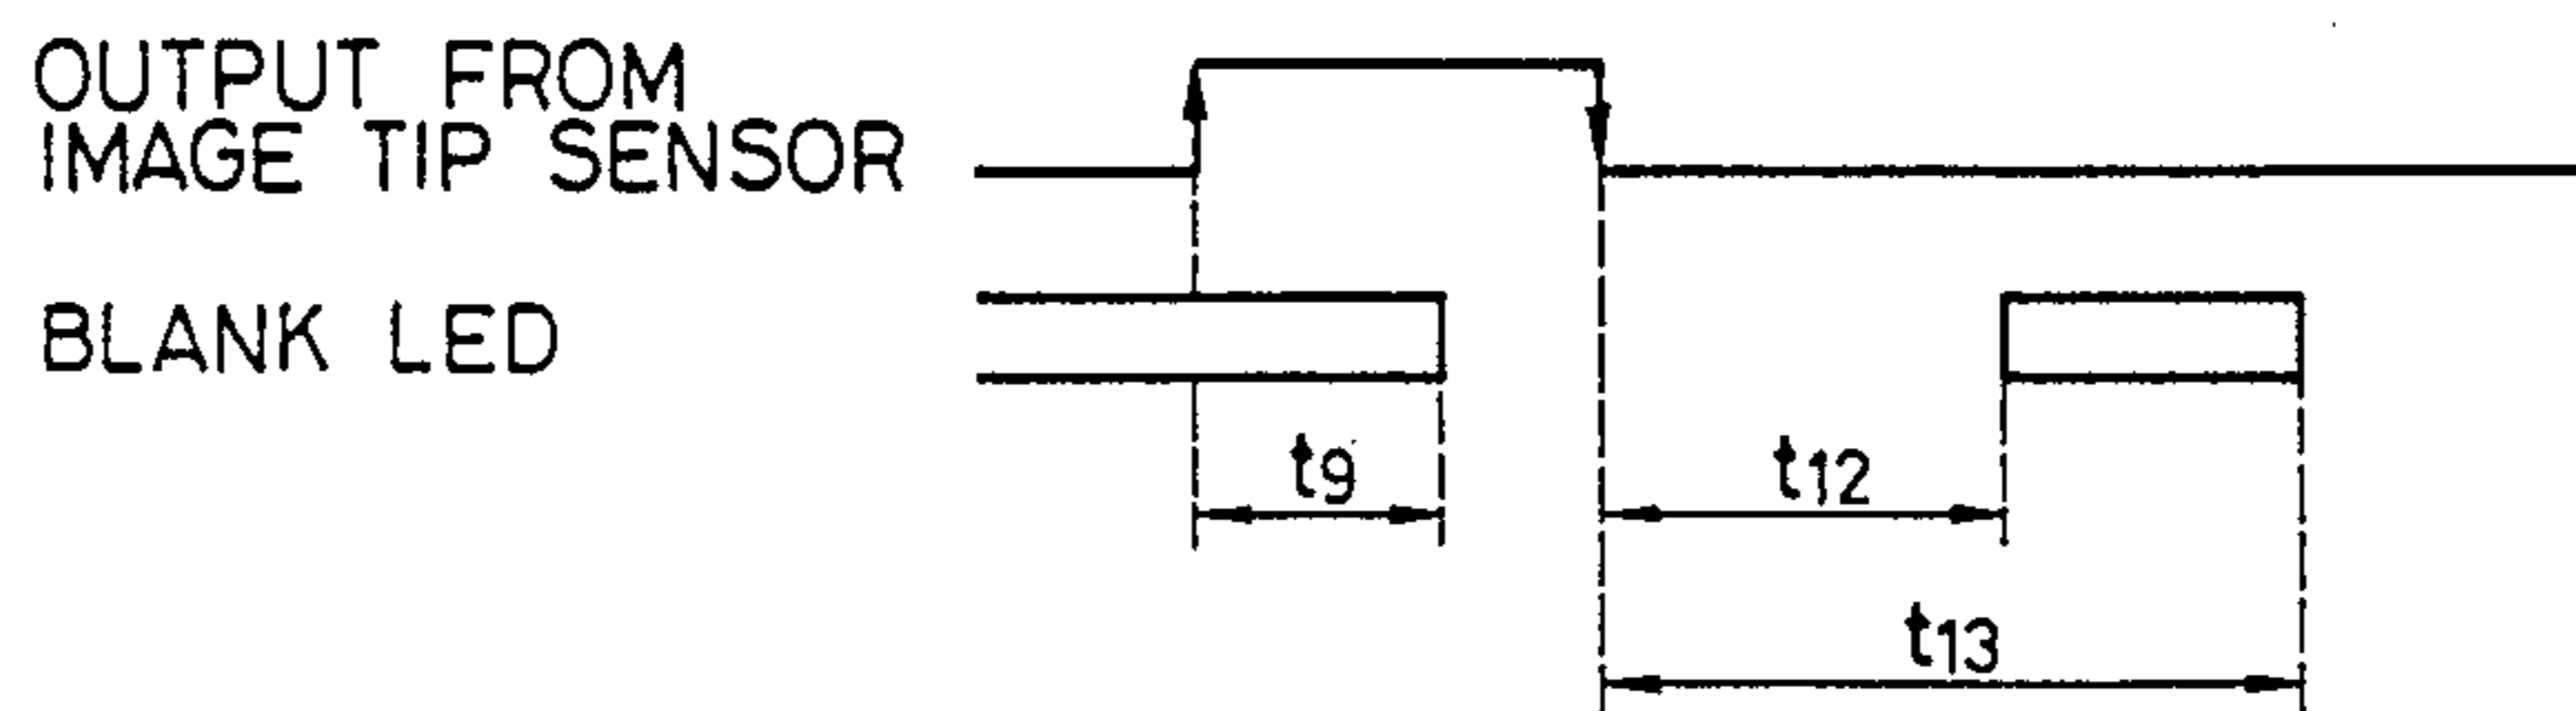 OUTPUT FROM
IMAGE TIP SENSOR
BLANK LED
t9
t12
t13